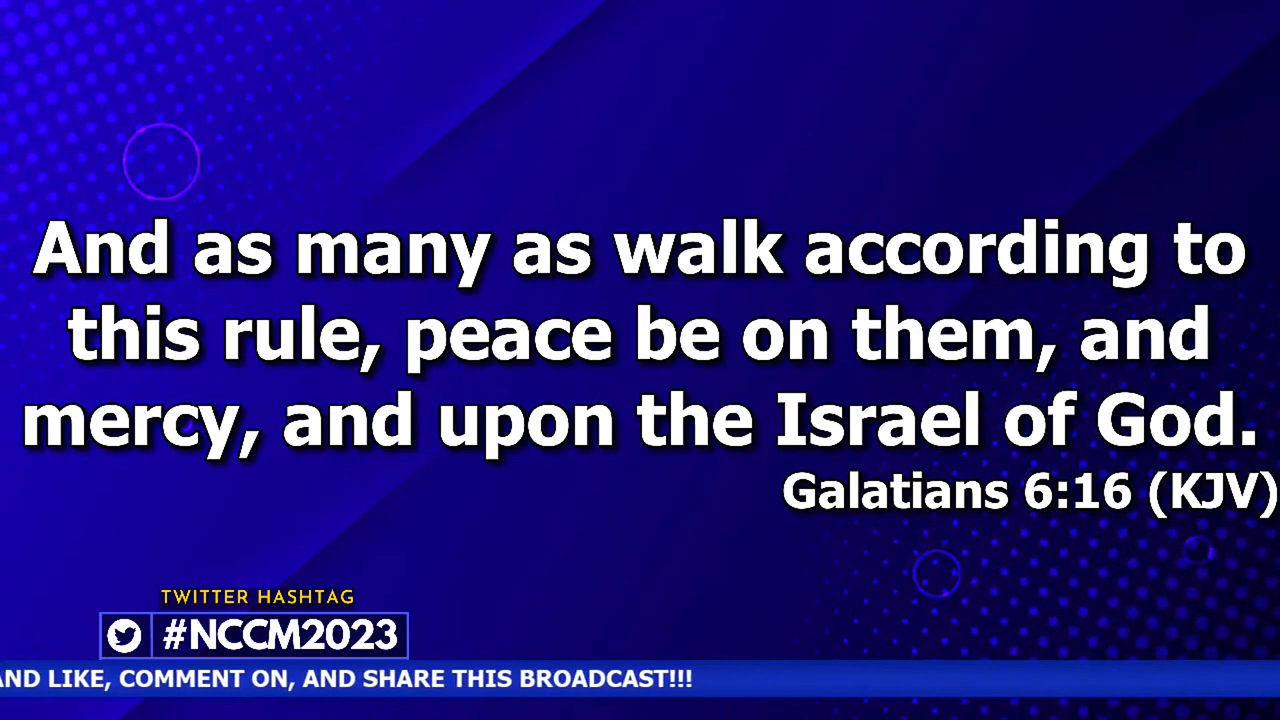 And as many as walk according to
this rule, peace be on them, and
mercy, and upon the Israel of God.
Galatians 6:16 (KJV)
TWITTER HASHTAG
#NCCM2023
AND LIKE, COMMENT ON, AND SHARE THIS BROADCAST!!!